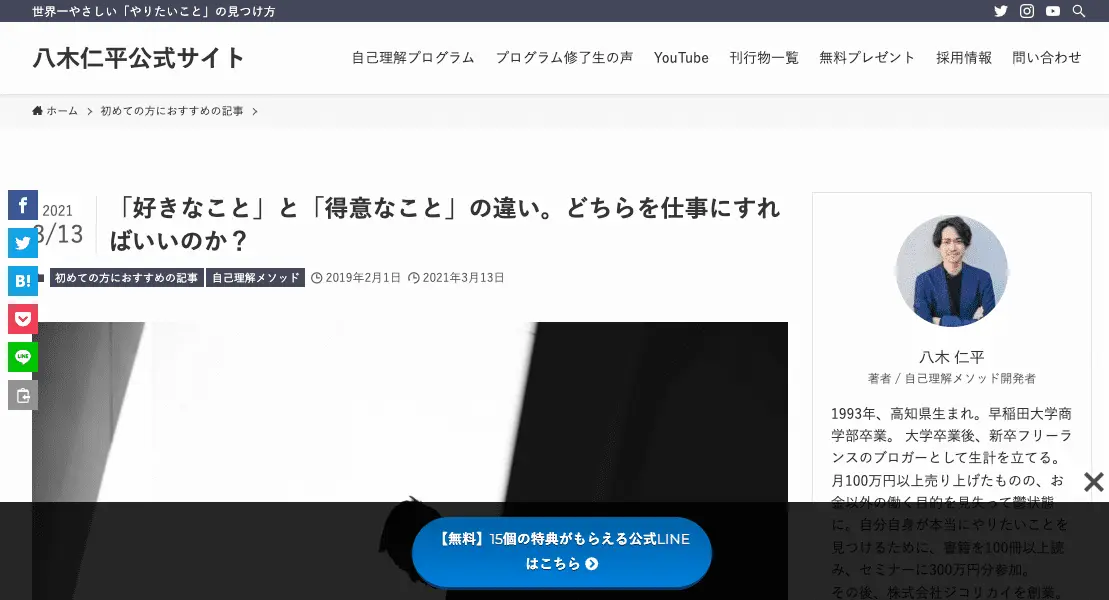 世界一やさしい「やりたいこと」の見つけ方
八木仁平公式サイト
自己理解プログラム
プログラム修了生の声
YouTube
刊行物一覧
無料プレゼント
採用情報
問い合わせ
ホーム
初めての方におすすめの記事
2021
3/13
「好きなこと」と「得意なこと」の違い。どちらを仕事にすれ
ばいいのか？
初めての方におすすめの記事
自己理解メソッド
2019年2月1日
2021年3月13日
B!
LINE
八木 仁平
著者 / 自己理解メソッド開発者
1993年、高知県生まれ。早稲田大学商
学部卒業。 大学卒業後、新卒フリーラ
ンスのブロガーとして生計を立てる。
月100万円以上売り上げたものの、お
金以外の働く目的を見失って鬱状態
に。自分自身が本当にやりたいことを
見つけるために、書籍を100冊以上読
み、セミナーに300万円分参加。
その後、株式会社ジコリカイを創業。
【無料】15個の特典がもらえる公式LINE
はこちら